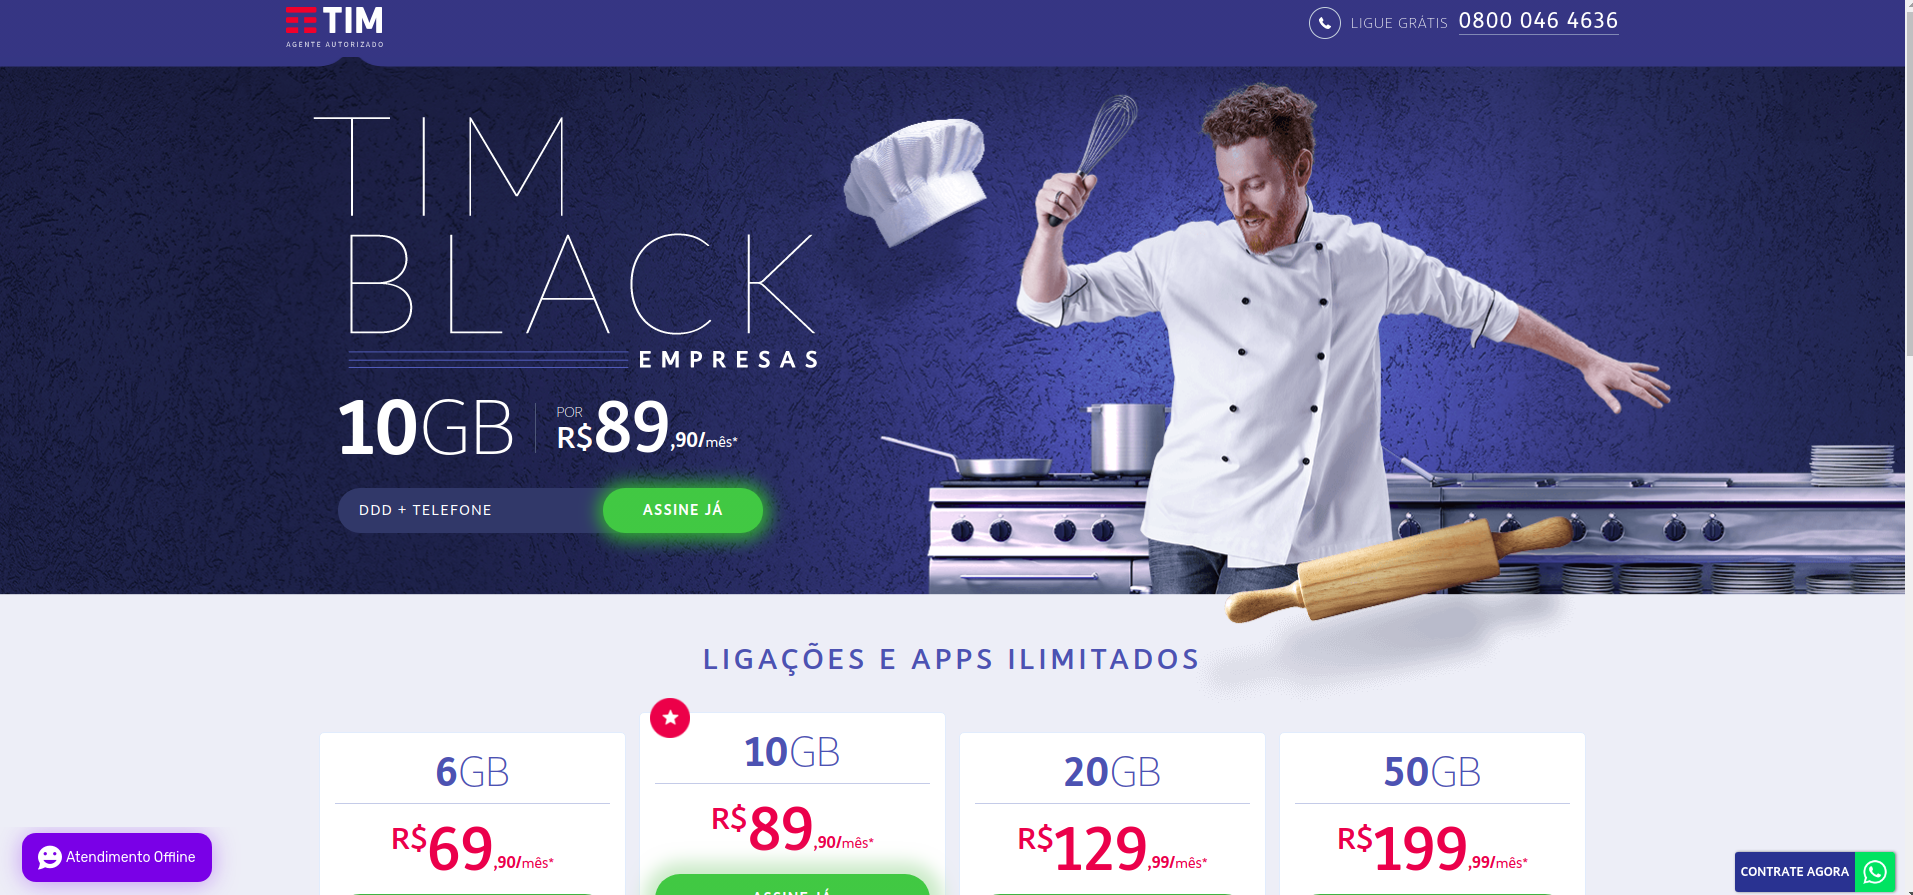 TIM
AGENTE AUTORIZADO
LIGUE GRÁTIS 0800 046 4636
TIM
BLACK
EMPRESAS
10GB
POR
R$89,90/mês*
DDD + TELEFONE
ASSINE JÁ
LIGAÇÕES E APPS ILIMITADOS
6GB
R$69,90/mês*
10GB
R$89,90/mês*
ASSINE JÁ
20GB
R$129,99/mês*
50GB
R$199,99/mês*
Atendimento Offline
CONTRATE AGORA